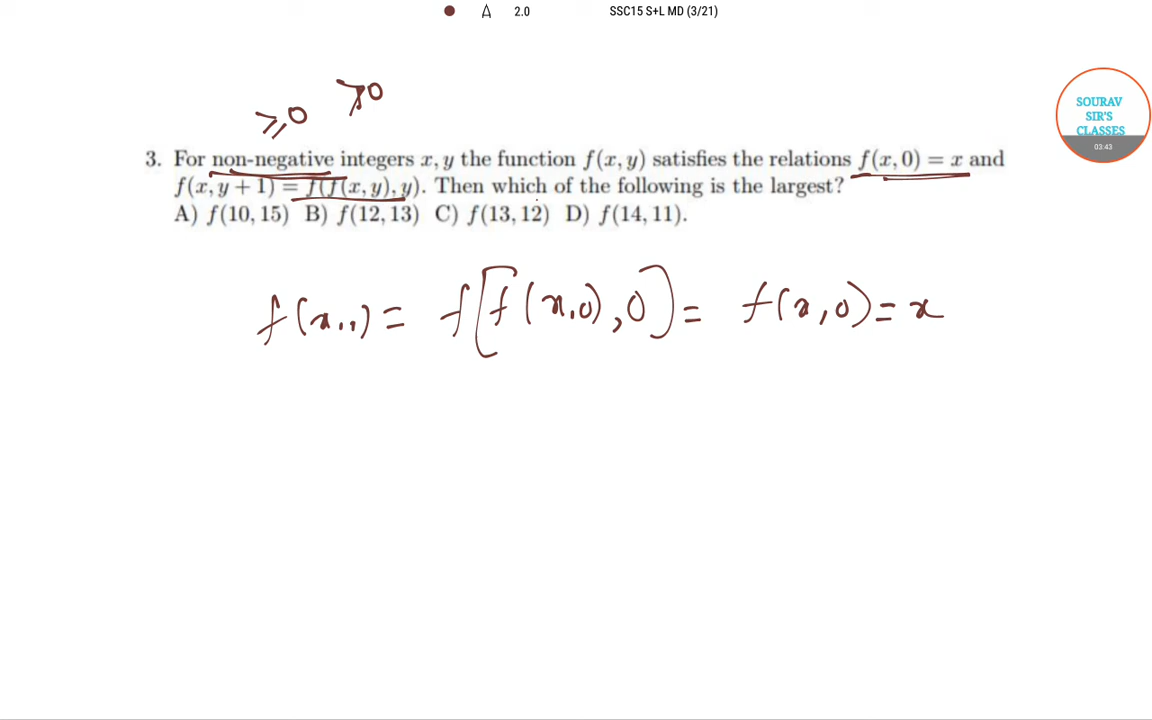 A 2.0 SSC15 S+L MD (3/21)
SOURAV
SIR'S
CLASSES
03:43
≥0 >0
3. For non-negative integers x, y the function f(x, y) satisfies the relations f(x, 0) = x and
f(x, y + 1) = f(f(x, y), y). Then which of the following is the largest?
A) f(10, 15) B) f(12, 13) C) f(13, 12) D) f(14, 11).
f(x,1) = f[f(x,0),0] = f(x,0) = x